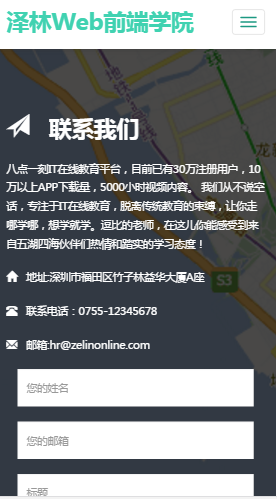 泽林Web前端学院
联系我们
八点一刻IT在线教育平台，目前已有30万注册用户，10
万以上APP下载量，5000小时视频内容。 我们从不说空
话，专注于IT在线教育，脱离传统教育的束缚，让你走
哪学哪，想学就学。逗比的老师，在这儿你能感受到来
自五湖四海伙伴们热情和踏实的学习态度！
地址:深圳市福田区竹子林益华大厦A座
联系电话：0755-12345678
S3
邮箱:hr@zelinonline.com
您的姓名
您的邮箱
标题